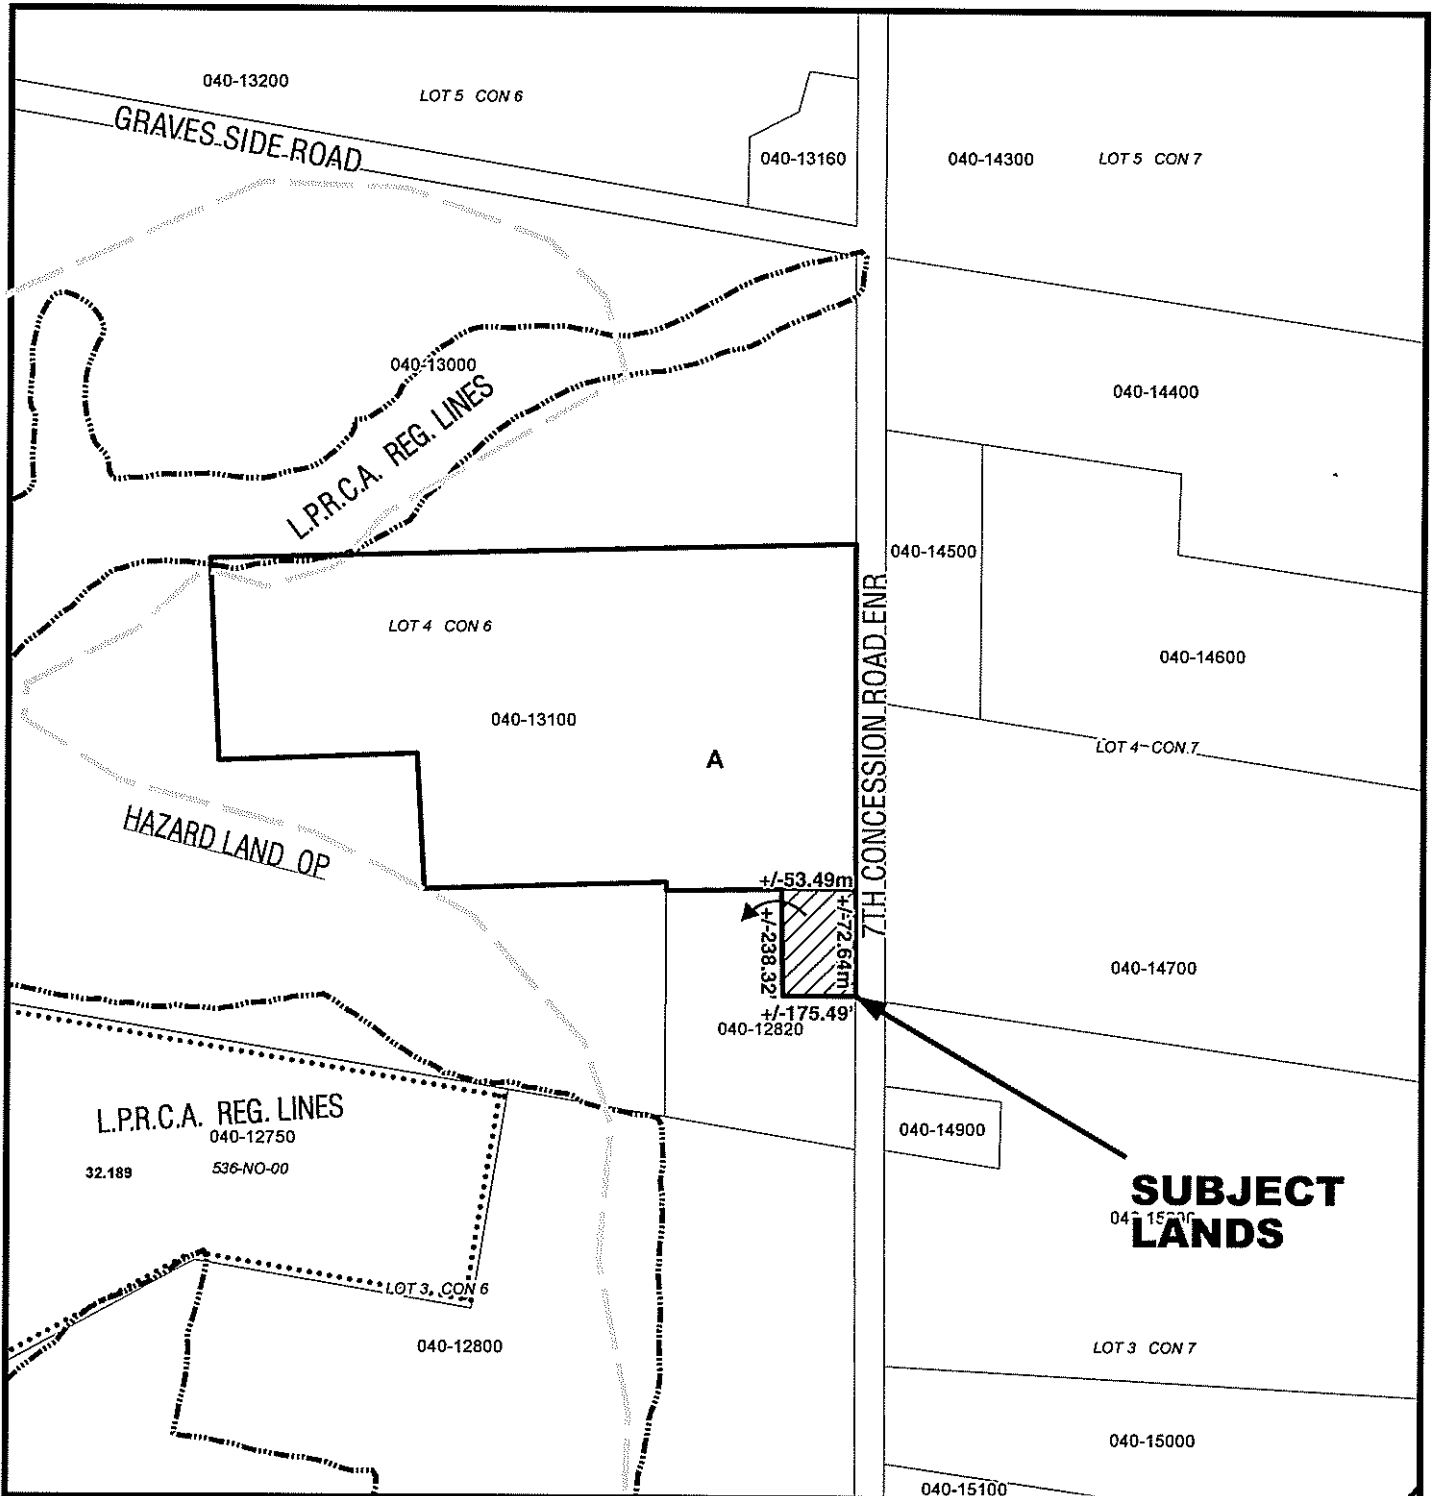 040-13200
LOT 5 CON 6
GRAVES SIDE ROAD
040-13160
040-14300
LOT 5 CON 7
040-13000
L.P.R.C.A. REG. LINES
040-14400
040-14500
LOT 4 CON 6
040-14600
040-13100
A
7TH CONCESSION ROAD ENR
LOT 4 CON 7
HAZARD LAND OP
+/-53.49m
+/-238.32'
+/-72.64m
+/-175.49'
040-12820
040-14700
L.P.R.C.A. REG. LINES
040-12750
32.189
536-NO-00
040-14900
SUBJECT
LANDS
LOT 3 CON 6
040-12800
LOT 3 CON 7
040-15000
040-15100